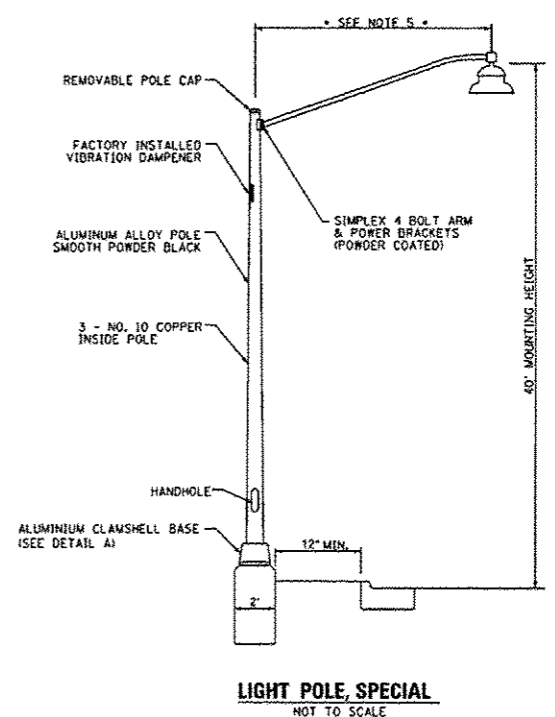 * SEE NOTE 5 *
REMOVABLE POLE CAP
FACTORY INSTALLED
VIBRATION DAMPENER
SIMPLEX 4 BOLT ARM
& POWER BRACKETS
(POWDER COATED)
ALUMINUM ALLOY POLE
SMOOTH POWDER BLACK
40' MOUNTING HEIGHT
3 - NO. 10 COPPER
INSIDE POLE
HANDHOLE
ALUMINIUM CLAMSHELL BASE
(SEE DETAIL A)
12" MIN.
2'
LIGHT POLE, SPECIAL
NOT TO SCALE